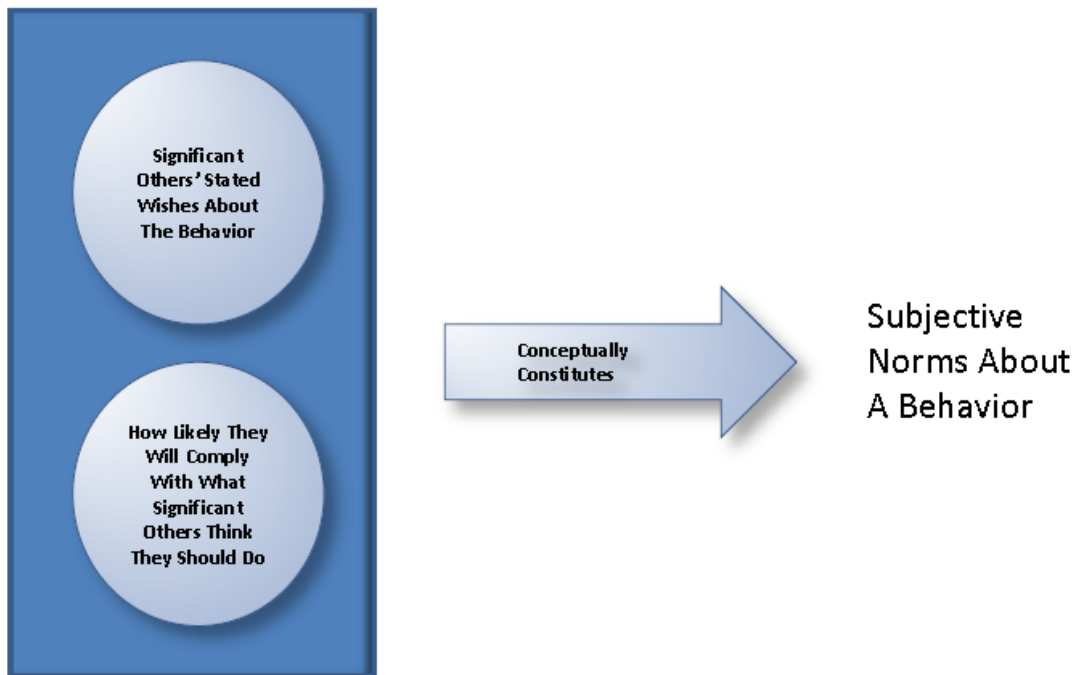 Significant
Others' Stated
Wishes About
The Behavior
How Likely They
Will Comply
With What
Significant
Others Think
They Should Do
Conceptually
Constitutes
Subjective
Norms About
A Behavior